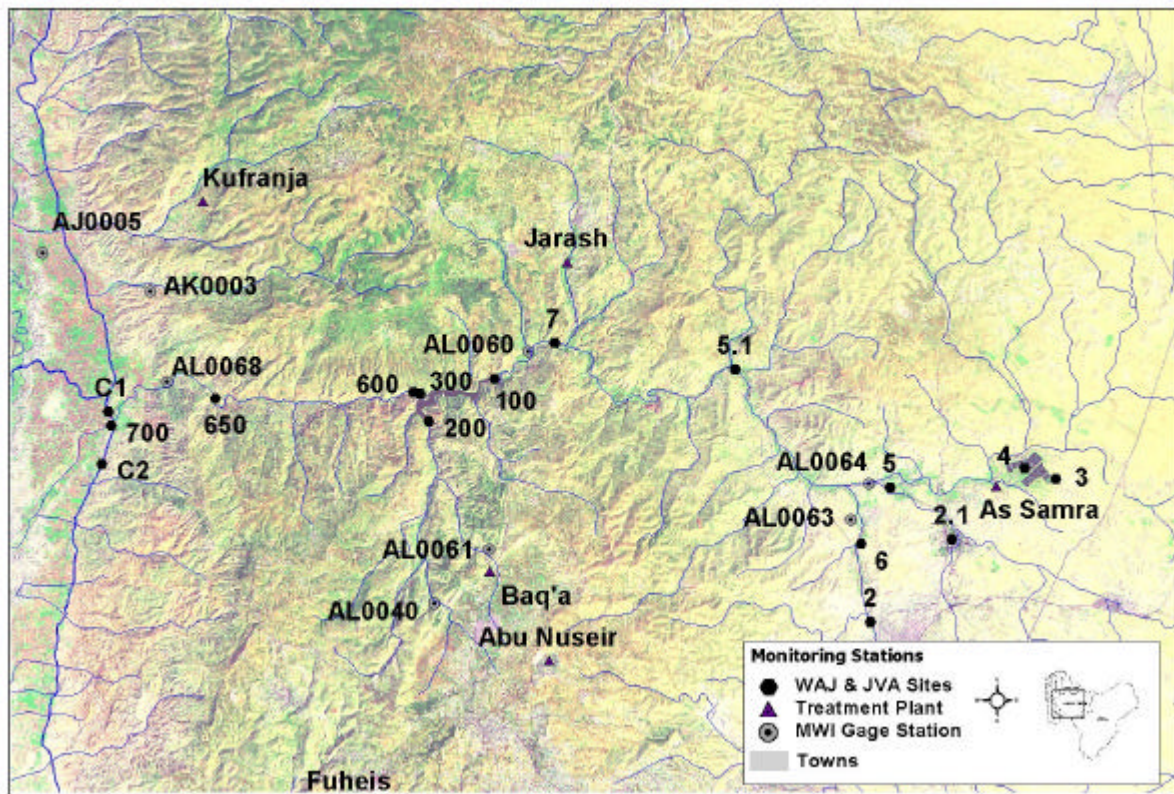 Kufranja
AJ0005
Jarash
AK0003
7
AL0060
5.1
AL0068
600
300
100
C1
650
200
700
C2
AL0064
5
4
3
As Samra
AL0063
2.1
6
AL0061
Baq'a
AL0040
2
Abu Nuseir
Fuheis
Monitoring Stations
WAJ & JVA Sites
Treatment Plant
MWI Gage Station
Towns